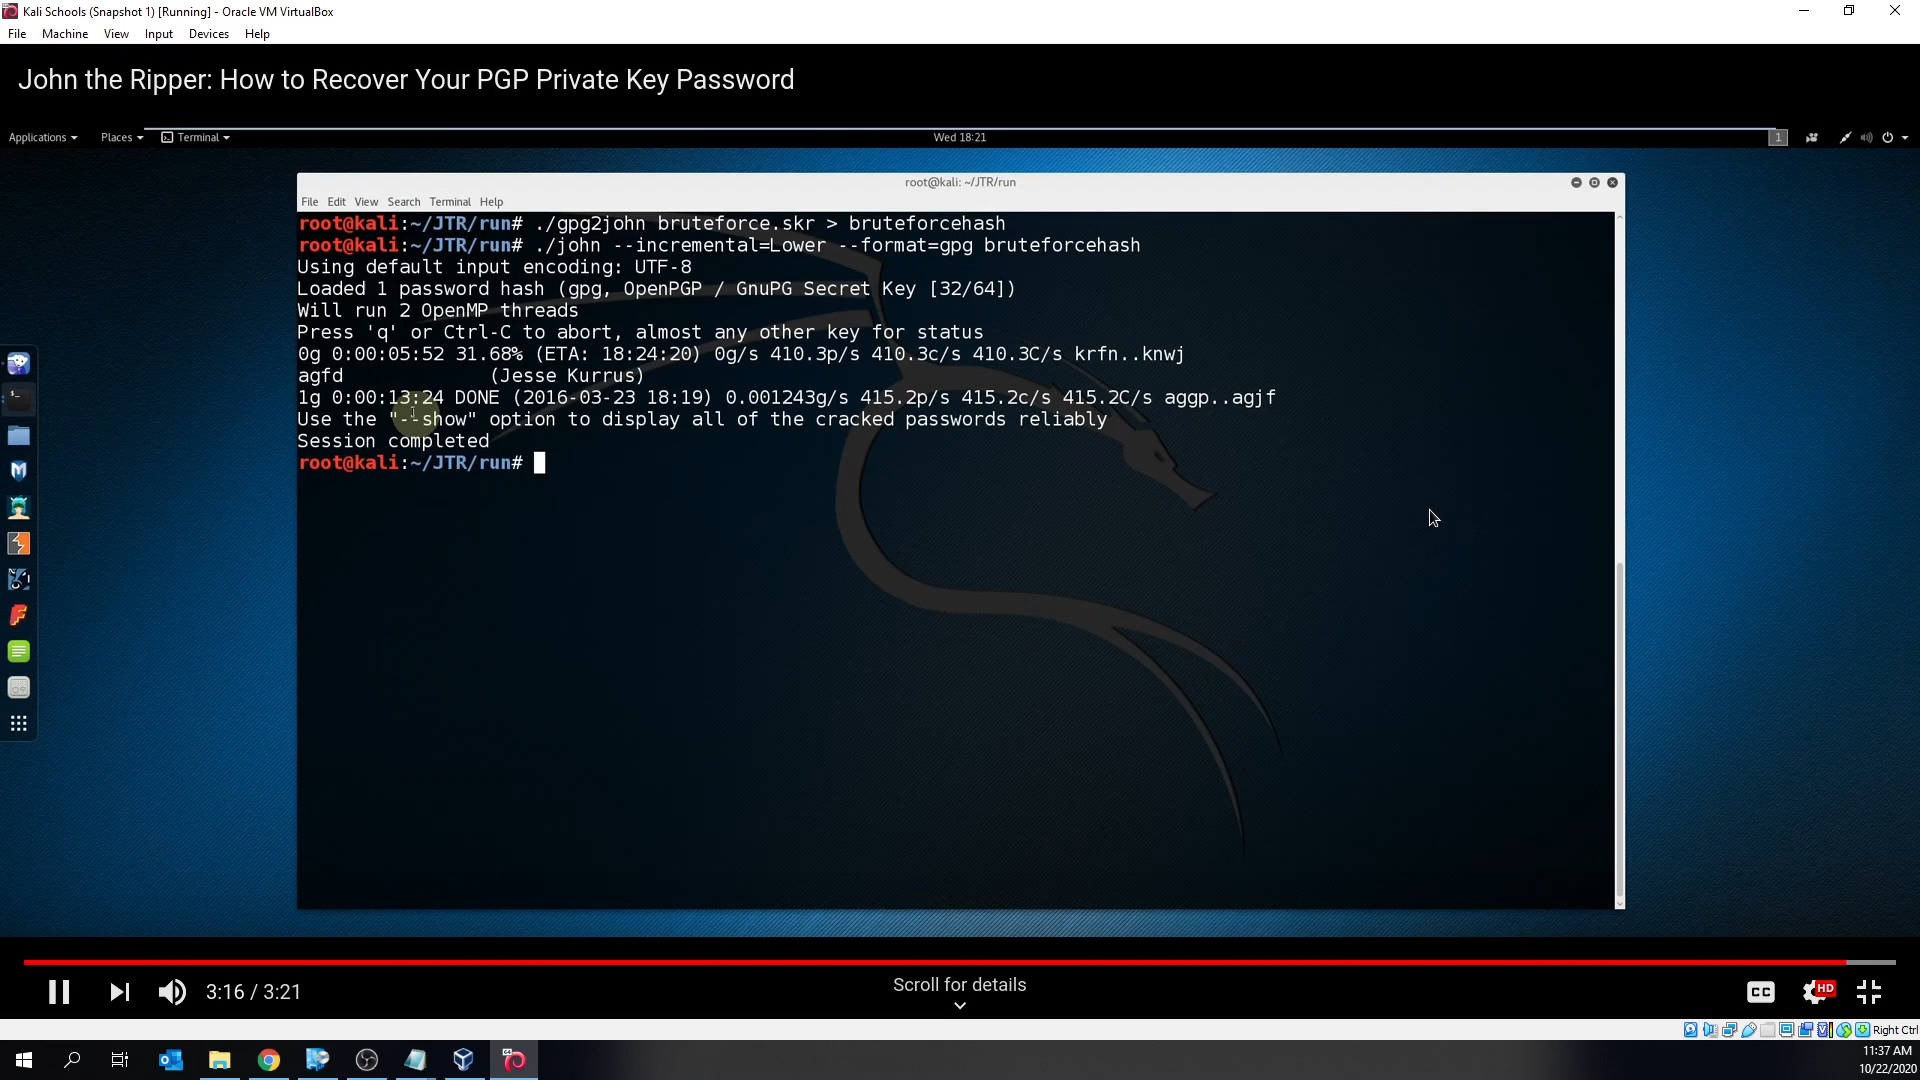 Kali Schools (Snapshot 1) [Running] - Oracle VM VirtualBox
File Machine View Input Devices Help
John the Ripper: How to Recover Your PGP Private Key Password
Applications Places Terminal Wed 18:21 1
root@kali: ~/JTR/run
File Edit View Search Terminal Help
root@kali:~/JTR/run# ./gpg2john bruteforce.skr > bruteforcehash
root@kali:~/JTR/run# ./john --incremental=Lower --format=gpg bruteforcehash
Using default input encoding: UTF-8
Loaded 1 password hash (gpg, OpenPGP / GnuPG Secret Key [32/64])
Will run 2 OpenMP threads
Press 'q' or Ctrl-C to abort, almost any other key for status
0g 0:00:05:52 31.68% (ETA: 18:24:20) 0g/s 410.3p/s 410.3c/s 410.3C/s krfn..knwj
agfd (Jesse Kurrus)
1g 0:00:13:24 DONE (2016-03-23 18:19) 0.001243g/s 415.2p/s 415.2c/s 415.2C/s aggp..agjf
Use the "--show" option to display all of the cracked passwords reliably
Session completed
root@kali:~/JTR/run#
3:16 / 3:21
Scroll for details
CC HD
Right Ctrl
11:37 AM
10/22/2020